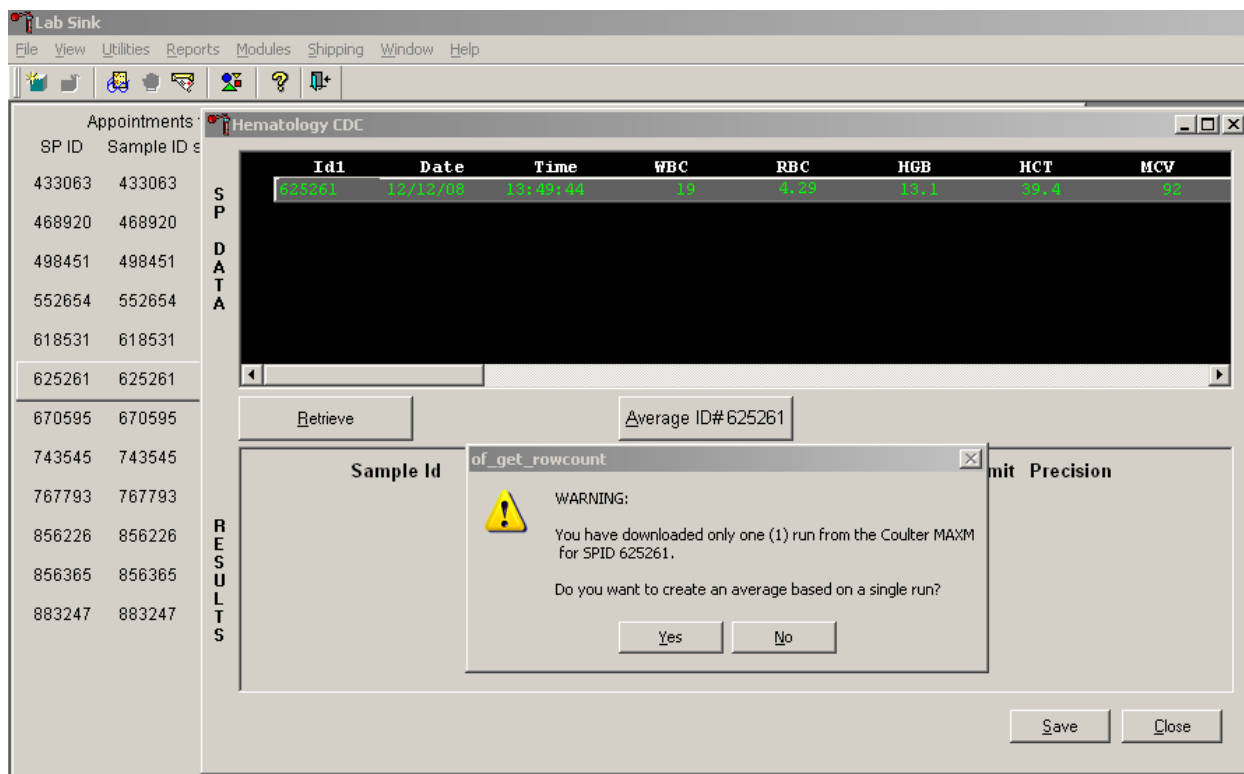 Lab Sink
File View Utilities Reports Modules Shipping Window Help
Appointments
SP ID Sample ID s
433063 433063
468920 468920
498451 498451
552654 552654
618531 618531
625261 625261
670595 670595
743545 743545
767793 767793
856226 856226
856365 856365
883247 883247
Hematology CDC
SP DATA
Id1 Date Time WBC RBC HGB HCT MCV
625261 12/12/08 13:49:44 19 4.29 13.1 39.4 92
Retrieve Average ID# 625261
RESULTS
Sample Id mit Precision
of_get_rowcount
WARNING:
You have downloaded only one (1) run from the Coulter MAXM
for SPID 625261.
Do you want to create an average based on a single run?
Yes No
Save Close